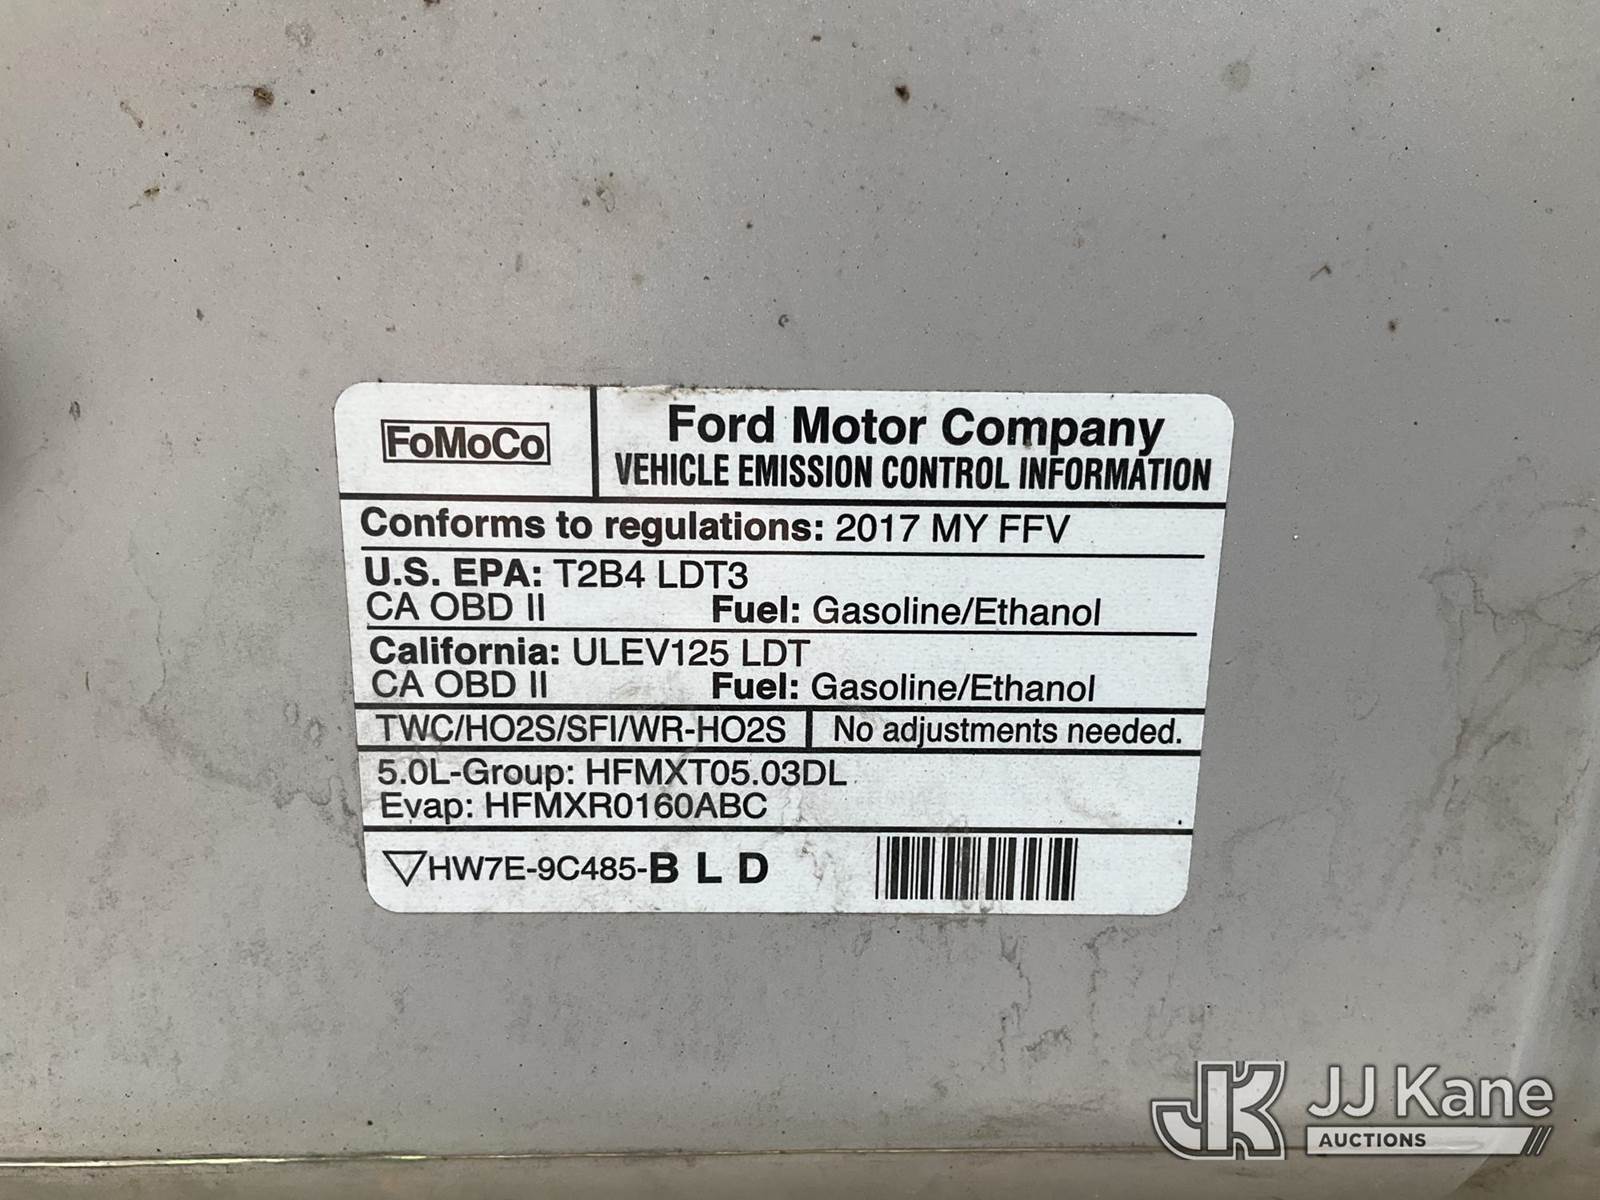 FoMoCo
Ford Motor Company
VEHICLE EMISSION CONTROL INFORMATION
Conforms to regulations: 2017 MY FFV
U.S. EPA: T2B4 LDT3
CA OBD II Fuel: Gasoline/Ethanol
California: ULEV125 LDT
CA OBD II Fuel: Gasoline/Ethanol
TWC/HO2S/SFI/WR-HO2S No adjustments needed.
5.0L-Group: HFMXT05.03DL
Evap: HFMXR0160ABC
HW7E-9C485-B L D
JK JJ Kane
AUCTIONS